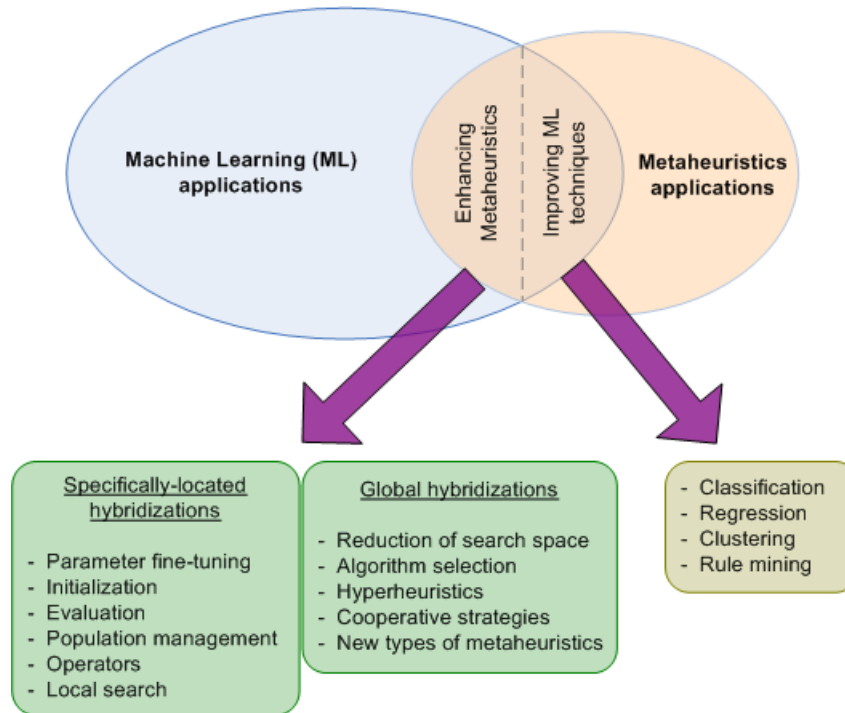 Machine Learning (ML)
applications
Enhancing
Metaheuristics
Improving ML
techniques
Metaheuristics
applications
Specifically-located
hybridizations
- Parameter fine-tuning
- Initialization
- Evaluation
- Population management
- Operators
- Local search
Global hybridizations
- Reduction of search space
- Algorithm selection
- Hyperheuristics
- Cooperative strategies
- New types of metaheuristics
- Classification
- Regression
- Clustering
- Rule mining